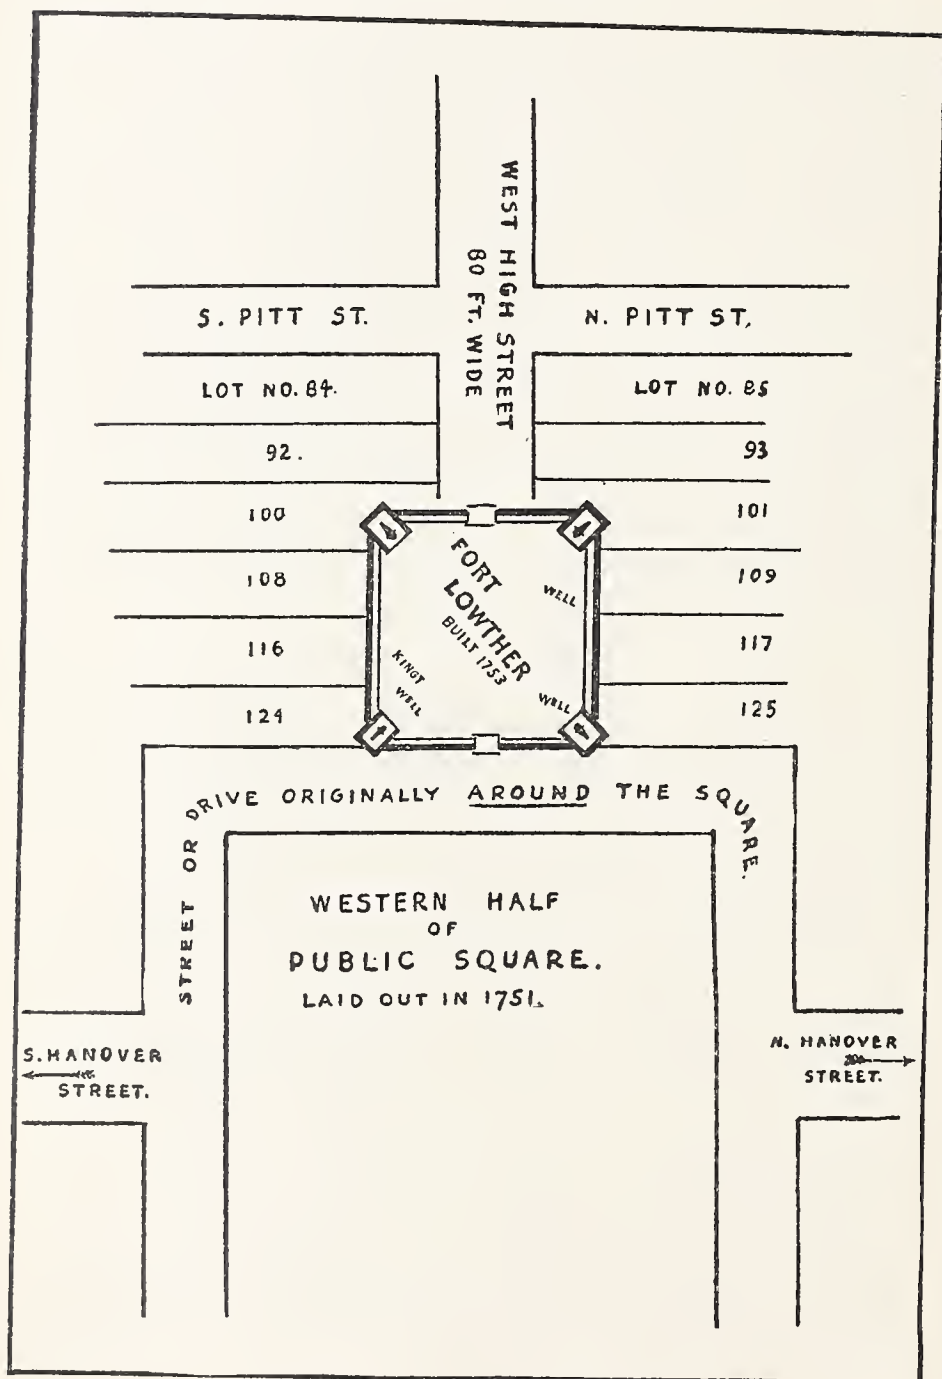 WEST HIGH STREET
80 FT. WIDE
S. PITT ST.
N. PITT ST.
LOT NO. 84.
LOT NO. 85
92.
93
100
101
108
109
116
117
124
125
FORT
LOWTHER
BUILT 1753
WELL
KINGT
WELL
WELL
STREET OR DRIVE ORIGINALLY AROUND THE SQUARE.
WESTERN HALF
OF
PUBLIC SQUARE.
LAID OUT IN 1751.
S. HANOVER
STREET.
N. HANOVER
STREET.